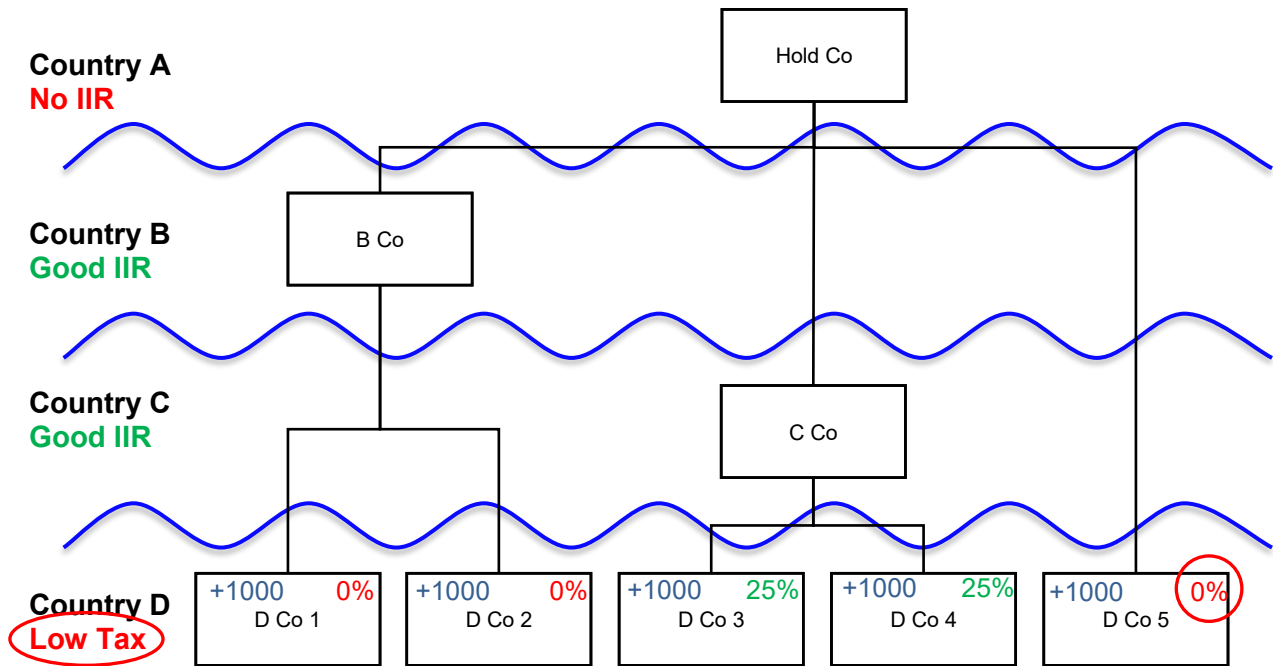 Hold Co
Country A
No IIR
Country B
Good IIR
B Co
Country C
Good IIR
C Co
Country D
Low Tax
+1000 0%
D Co 1
+1000 0%
D Co 2
+1000 25%
D Co 3
+1000 25%
D Co 4
+1000 0%
D Co 5